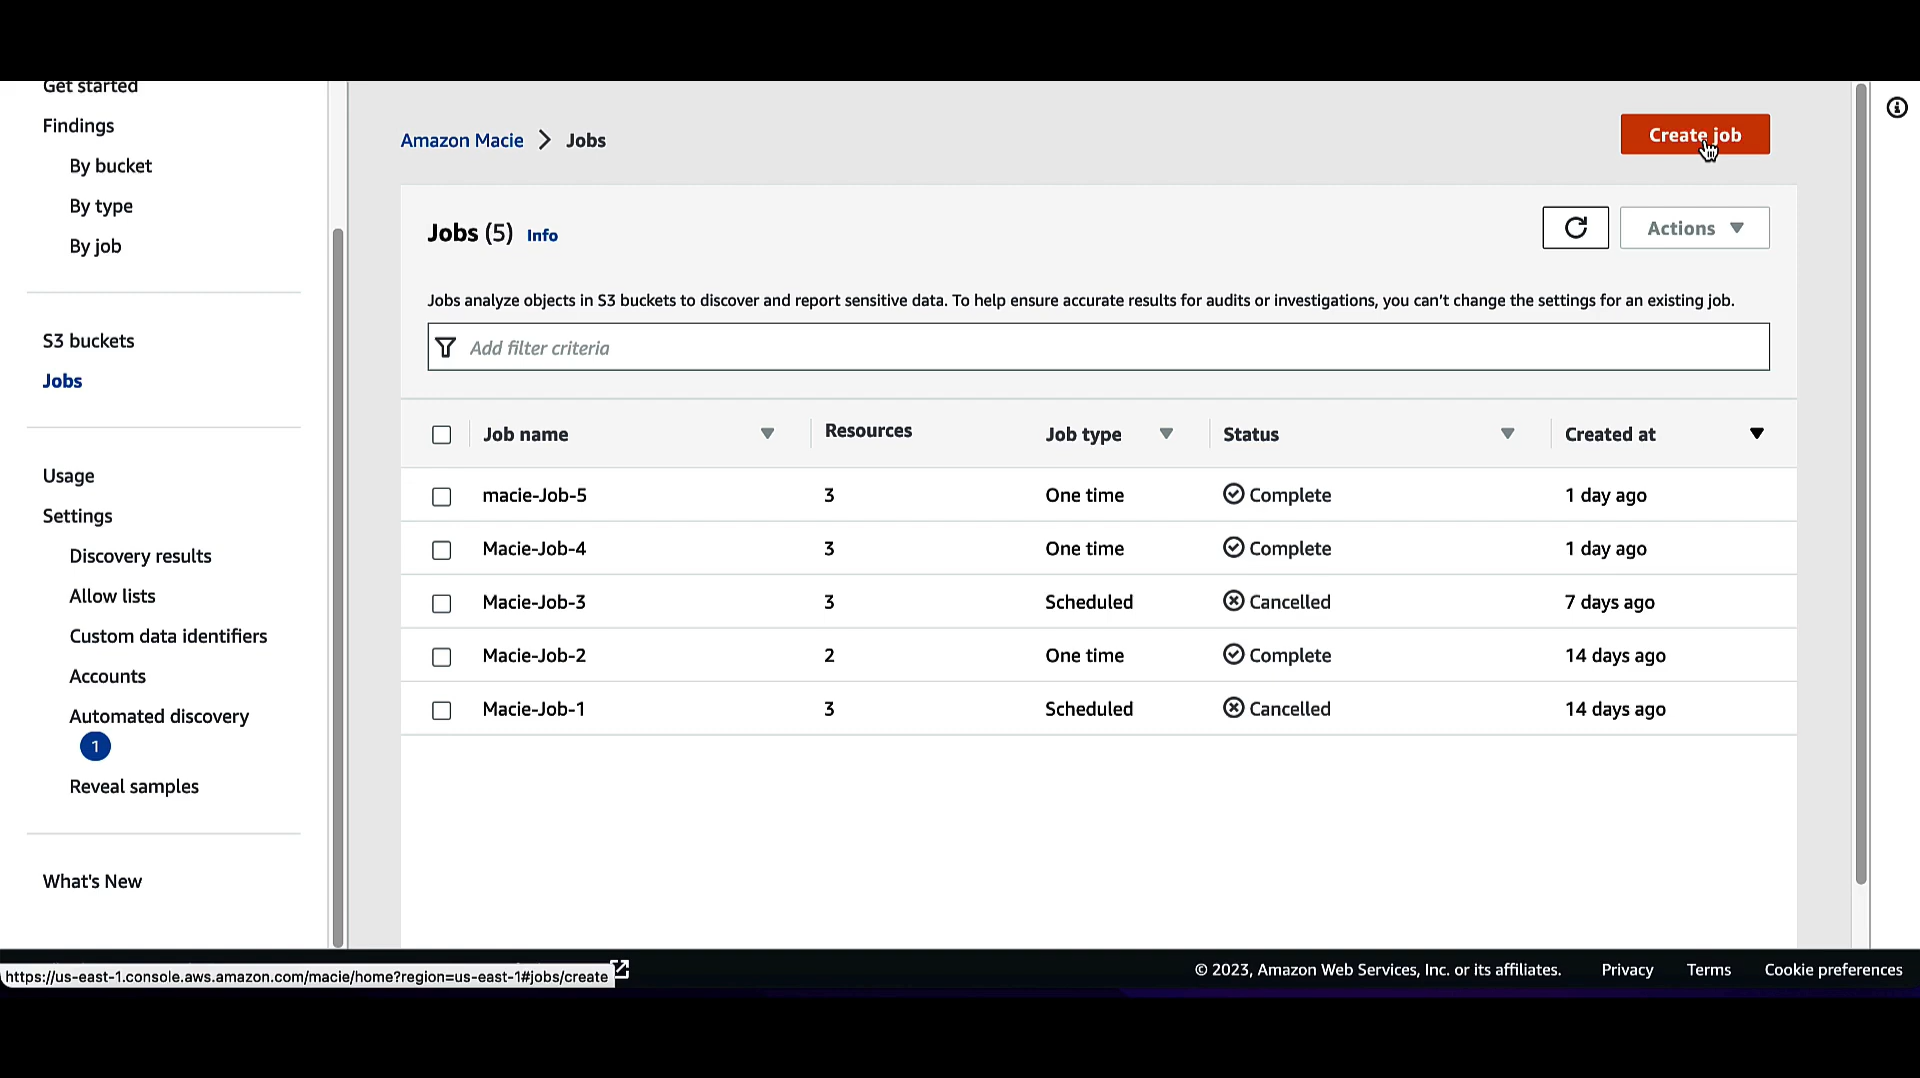 Get started
Findings
By bucket
By type
By job
S3 buckets
Jobs
Usage
Settings
Discovery results
Allow lists
Custom data identifiers
Accounts
Automated discovery
1
Reveal samples
What's New
Amazon Macie > Jobs
Create job
Jobs (5) Info
Actions
Jobs analyze objects in S3 buckets to discover and report sensitive data. To help ensure accurate results for audits or investigations, you can't change the settings for an existing job.
Add filter criteria
Job name Resources Job type Status Created at
macie-Job-5 3 One time Complete 1 day ago
Macie-Job-4 3 One time Complete 1 day ago
Macie-Job-3 3 Scheduled Cancelled 7 days ago
Macie-Job-2 2 One time Complete 14 days ago
Macie-Job-1 3 Scheduled Cancelled 14 days ago
https://us-east-1.console.aws.amazon.com/macie/home?region=us-east-1#jobs/create
© 2023, Amazon Web Services, Inc. or its affiliates. Privacy Terms Cookie preferences